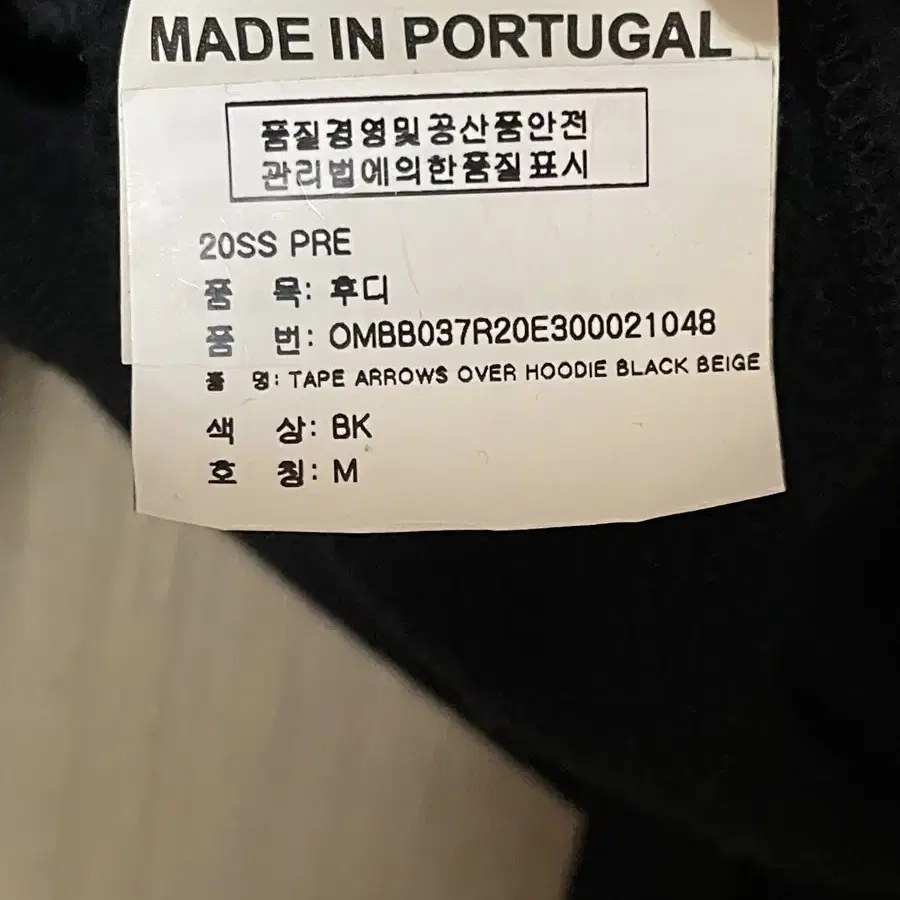 MADE IN PORTUGAL
품질경영및공산품안전
관리법에의한품질표시
20SS PRE
품 목: 후디
품 번: OMBB037R20E300021048
품 명: TAPE ARROWS OVER HOODIE BLACK BEIGE
색 상: BK
호 칭: M